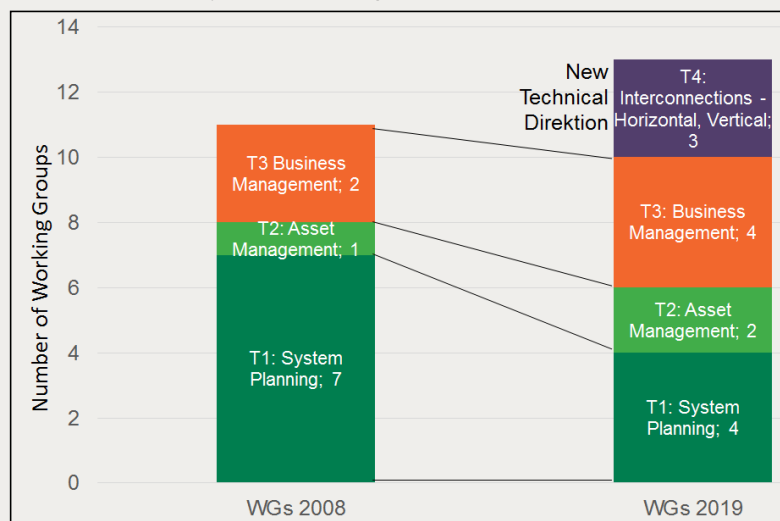 Number of Working Groups
14
12
10
8
6
4
2
0
T3 Business
Management; 2
T2: Asset
Management; 1
T1: System
Planning; 7
New
Technical
Direktion
T4:
Interconnections -
Horizontal, Vertical;
3
T3: Business
Management; 4
T2: Asset
Management; 2
T1: System
Planning; 4
WGs 2008
WGs 2019